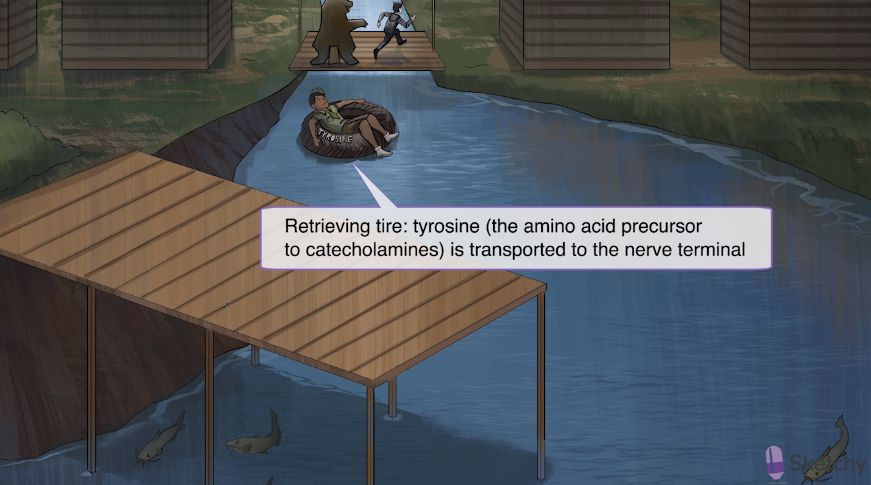 TYROSINE
Retrieving tire: tyrosine (the amino acid precursor
to catecholamines) is transported to the nerve terminal
Sketchy